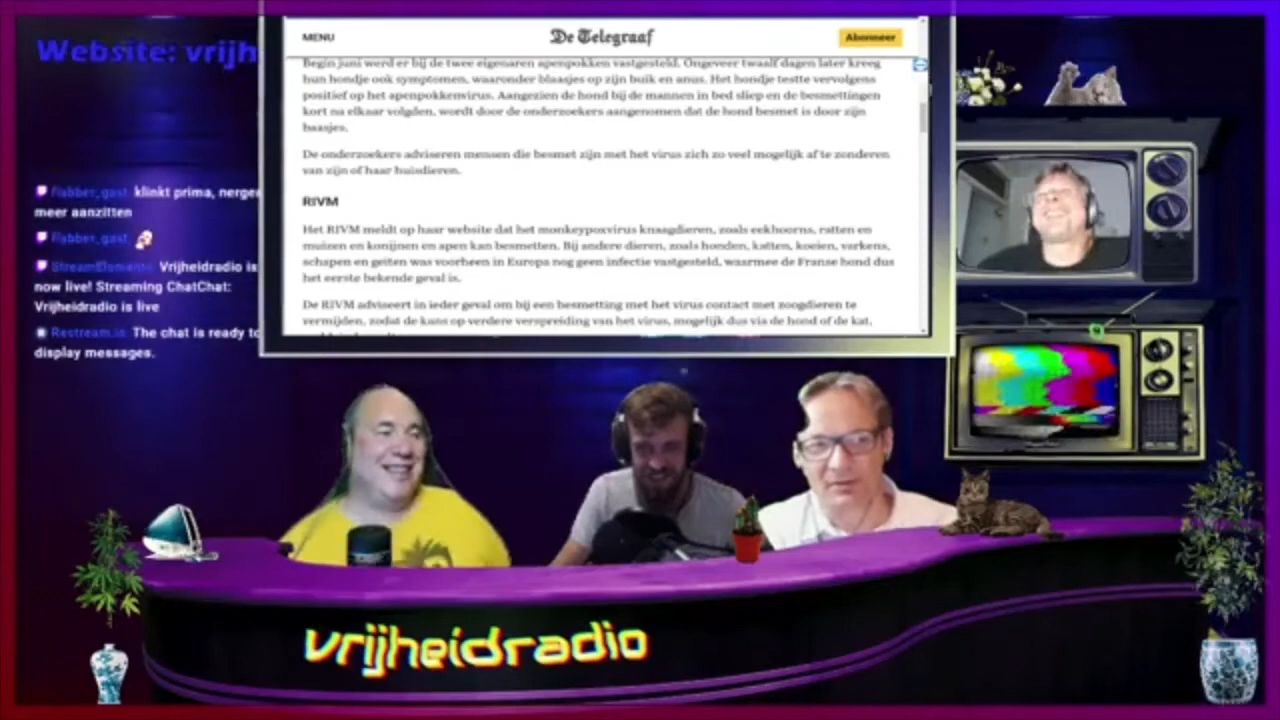 Website: vrijh
MENU
De Telegraaf
Abonneer
Begin juni werd er bij de twee eigenaren apenpokken vastgesteld. Ongeveer twaalf dagen later kreeg
hun hondje ook symptomen, waaronder blaasjes op zijn buik en anus. Het hondje testte vervolgens
positief op het apenpokkenvirus. Aangezien de hond bij de mannen in bed sliep en de besmettingen
kort na elkaar volgden, wordt door de onderzoekers aangenomen dat de hond besmet is door zijn
baasjes.
De onderzoekers adviseren mensen die besmet zijn met het virus zich zo veel mogelijk af te zonderen
van zijn of haar huisdieren.
RIVM
Het RIVM meldt op haar website dat het monkeypoxvirus knaagdieren, zoals eekhoorns, ratten en
muizen en konijnen en apen kan besmetten. Bij andere dieren, zoals honden, katten, koeien, varkens,
schapen en geiten was voorheen in Europa nog geen infectie vastgesteld, waarmee de Franse hond dus
het eerste bekende geval is.
De RIVM adviseert in ieder geval om bij een besmetting met het virus contact met zoogdieren te
vermijden, zodat de kans op verdere verspreiding van het virus, mogelijk dus via de hond of de kat,
flabber_gast klinkt prima, nerge
meer aanzitten
flabber_gast
StreamElements Vrijheidradio is
now live! Streaming ChatChat:
Vrijheidradio is live
Restream.io The chat is ready to
display messages.
vrijheidradio